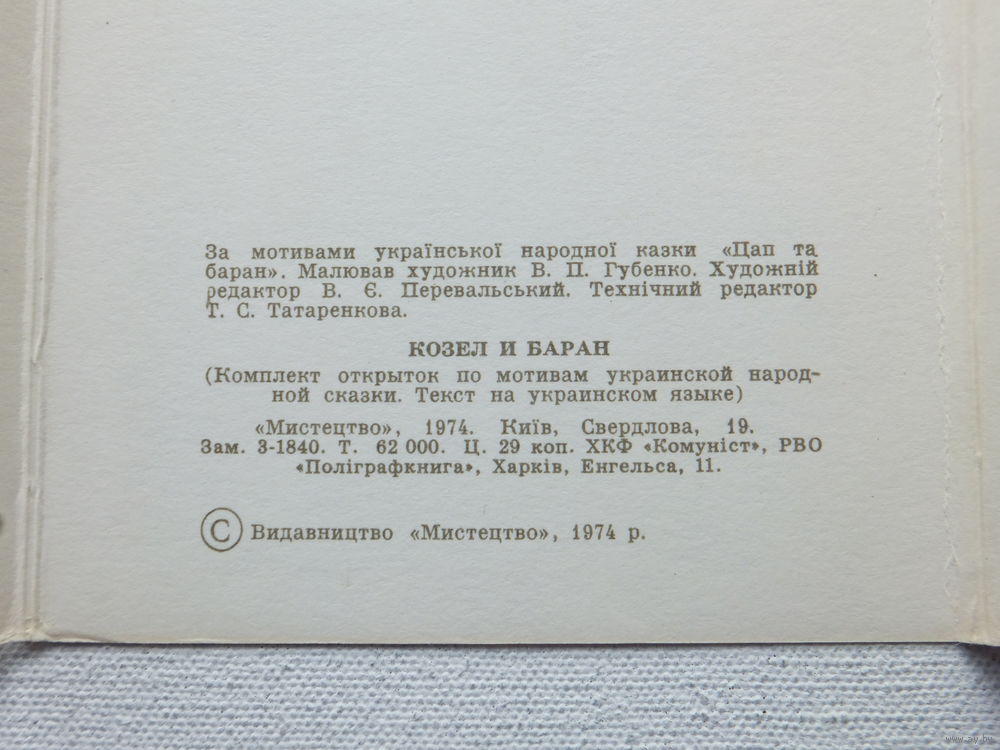 За мотивами української народної казки «Цап та
баран». Малював художник В. П. Губенко. Художній
редактор В. Є. Перевальський. Технічний редактор
Т. С. Татаренкова.
КОЗЕЛ И БАРАН
(Комплект открыток по мотивам украинской народ-
ной сказки. Текст на украинском языке)
«Мистецтво», 1974. Київ, Свердлова, 19.
Зам. 3-1840. Т. 62 000. Ц. 29 коп. ХКФ «Комуніст», РВО
«Поліграфкнига», Харків, Енгельса, 11.
© Видавництво «Мистецтво», 1974 р.